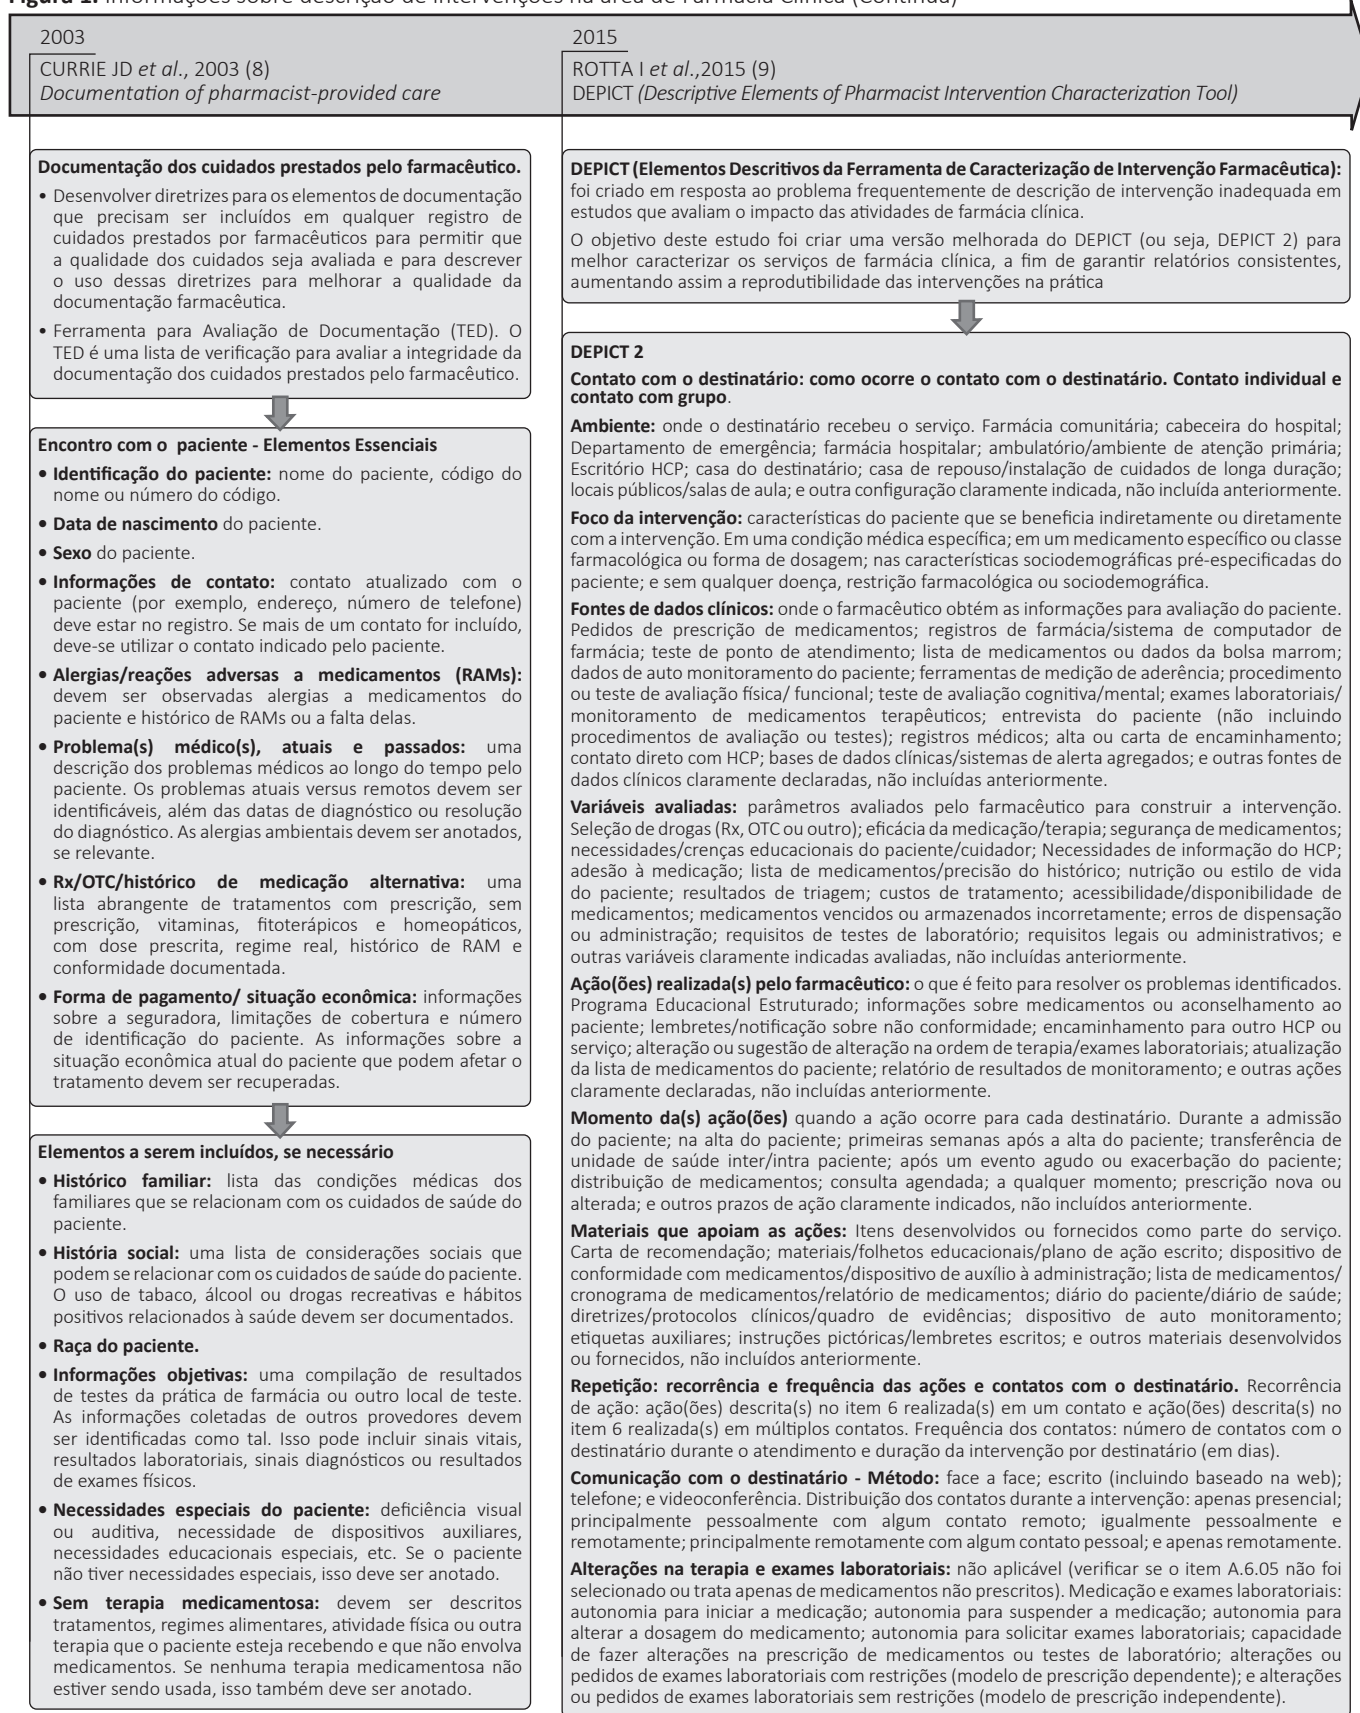 Figura 1. Informações sobre descrição de intervenções na área de Farmácia Clínica (Continua)
2003
CURRIE JD et al., 2003 (8)
Documentation of pharmacist-provided care
2015
ROTTA I et al.,2015 (9)
DEPICT (Descriptive Elements of Pharmacist Intervention Characterization Tool)
Documentação dos cuidados prestados pelo farmacêutico.
• Desenvolver diretrizes para os elementos de documentação
que precisam ser incluídos em qualquer registro de
cuidados prestados por farmacêuticos para permitir que
a qualidade dos cuidados seja avaliada e para descrever
o uso dessas diretrizes para melhorar a qualidade da
documentação farmacêutica.
• Ferramenta para Avaliação de Documentação (TED). O
TED é uma lista de verificação para avaliar a integridade da
documentação dos cuidados prestados pelo farmacêutico.
Encontro com o paciente - Elementos Essenciais
• Identificação do paciente: nome do paciente, código do
nome ou número do código.
• Data de nascimento do paciente.
• Sexo do paciente.
• Informações de contato: contato atualizado com o
paciente (por exemplo, endereço, número de telefone)
deve estar no registro. Se mais de um contato for incluído,
deve-se utilizar o contato indicado pelo paciente.
• Alergias/reações adversas a medicamentos (RAMs):
devem ser observadas alergias a medicamentos do
paciente e histórico de RAMs ou a falta delas.
• Problema(s) médico(s), atuais e passados: uma
descrição dos problemas médicos ao longo do tempo pelo
paciente. Os problemas atuais versus remotos devem ser
identificáveis, além das datas de diagnóstico ou resolução
do diagnóstico. As alergias ambientais devem ser anotados,
se relevante.
• Rx/OTC/histórico de medicação alternativa: uma
lista abrangente de tratamentos com prescrição, sem
prescrição, vitaminas, fitoterápicos e homeopáticos,
com dose prescrita, regime real, histórico de RAM e
conformidade documentada.
• Forma de pagamento/ situação econômica: informações
sobre a seguradora, limitações de cobertura e número
de identificação do paciente. As informações sobre a
situação econômica atual do paciente que podem afetar o
tratamento devem ser recuperadas.
Elementos a serem incluídos, se necessário
• Histórico familiar: lista das condições médicas dos
familiares que se relacionam com os cuidados de saúde do
paciente.
• História social: uma lista de considerações sociais que
podem se relacionar com os cuidados de saúde do paciente.
O uso de tabaco, álcool ou drogas recreativas e hábitos
positivos relacionados à saúde devem ser documentados.
• Raça do paciente.
• Informações objetivas: uma compilação de resultados
de testes da prática de farmácia ou outro local de teste.
As informações coletadas de outros provedores devem
ser identificadas como tal. Isso pode incluir sinais vitais,
resultados laboratoriais, sinais diagnósticos ou resultados
de exames físicos.
• Necessidades especiais do paciente: deficiência visual
ou auditiva, necessidade de dispositivos auxiliares,
necessidades educacionais especiais, etc. Se o paciente
não tiver necessidades especiais, isso deve ser anotado.
• Sem terapia medicamentosa: devem ser descritos
tratamentos, regimes alimentares, atividade física ou outra
terapia que o paciente esteja recebendo e que não envolva
medicamentos. Se nenhuma terapia medicamentosa não
estiver sendo usada, isso também deve ser anotado.
DEPICT (Elementos Descritivos da Ferramenta de Caracterização de Intervenção Farmacêutica):
foi criado em resposta ao problema frequentemente de descrição de intervenção inadequada em
estudos que avaliam o impacto das atividades de farmácia clínica.
O objetivo deste estudo foi criar uma versão melhorada do DEPICT (ou seja, DEPICT 2) para
melhor caracterizar os serviços de farmácia clínica, a fim de garantir relatórios consistentes,
aumentando assim a reprodutibilidade das intervenções na prática
DEPICT 2
Contato com o destinatário: como ocorre o contato com o destinatário. Contato individual e
contato com grupo.
Ambiente: onde o destinatário recebeu o serviço. Farmácia comunitária; cabeceira do hospital;
Departamento de emergência; farmácia hospitalar; ambulatório/ambiente de atenção primária;
Escritório HCP; casa do destinatário; casa de repouso/instalação de cuidados de longa duração;
locais públicos/salas de aula; e outra configuração claramente indicada, não incluída anteriormente.
Foco da intervenção: características do paciente que se beneficia indiretamente ou diretamente
com a intervenção. Em uma condição médica específica; em um medicamento específico ou classe
farmacológica ou forma de dosagem; nas características sociodemográficas pré-especificadas do
paciente; e sem qualquer doença, restrição farmacológica ou sociodemográfica.
Fontes de dados clínicos: onde o farmacêutico obtém as informações para avaliação do paciente.
Pedidos de prescrição de medicamentos; registros de farmácia/sistema de computador de
farmácia; teste de ponto de atendimento; lista de medicamentos ou dados da bolsa marrom;
dados de auto monitoramento do paciente; ferramentas de medição de aderência; procedimento
ou teste de avaliação física/ funcional; teste de avaliação cognitiva/mental; exames laboratoriais/
monitoramento de medicamentos terapêuticos; entrevista do paciente (não incluindo
procedimentos de avaliação ou testes); registros médicos; alta ou carta de encaminhamento;
contato direto com HCP; bases de dados clínicas/sistemas de alerta agregados; e outras fontes de
dados clínicos claramente declaradas, não incluídas anteriormente.
Variáveis avaliadas: parâmetros avaliados pelo farmacêutico para construir a intervenção.
Seleção de drogas (Rx, OTC ou outro); eficácia da medicação/terapia; segurança de medicamentos;
necessidades/crenças educacionais do paciente/cuidador; Necessidades de informação do HCP;
adesão à medicação; lista de medicamentos/precisão do histórico; nutrição ou estilo de vida
do paciente; resultados de triagem; custos de tratamento; acessibilidade/disponibilidade de
medicamentos; medicamentos vencidos ou armazenados incorretamente; erros de dispensação
ou administração; requisitos de testes de laboratório; requisitos legais ou administrativos; e
outras variáveis claramente indicadas avaliadas, não incluídas anteriormente.
Ação(ões) realizada(s) pelo farmacêutico: o que é feito para resolver os problemas identificados.
Programa Educacional Estruturado; informações sobre medicamentos ou aconselhamento ao
paciente; lembretes/notificação sobre não conformidade; encaminhamento para outro HCP ou
serviço; alteração ou sugestão de alteração na ordem de terapia/exames laboratoriais; atualização
da lista de medicamentos do paciente; relatório de resultados de monitoramento; e outras ações
claramente declaradas, não incluídas anteriormente.
Momento da(s) ação(ões) quando a ação ocorre para cada destinatário. Durante a admissão
do paciente; na alta do paciente; primeiras semanas após a alta do paciente; transferência de
unidade de saúde inter/intra paciente; após um evento agudo ou exacerbação do paciente;
distribuição de medicamentos; consulta agendada; a qualquer momento; prescrição nova ou
alterada; e outros prazos de ação claramente indicados, não incluídos anteriormente.
Materiais que apoiam as ações: Itens desenvolvidos ou fornecidos como parte do serviço.
Carta de recomendação; materiais/folhetos educacionais/plano de ação escrito; dispositivo de
conformidade com medicamentos/dispositivo de auxílio à administração; lista de medicamentos/
cronograma de medicamentos/relatório de medicamentos; diário do paciente/diário de saúde;
diretrizes/protocolos clínicos/quadro de evidências; dispositivo de auto monitoramento;
etiquetas auxiliares; instruções pictóricas/lembretes escritos; e outros materiais desenvolvidos
ou fornecidos, não incluídos anteriormente.
Repetição: recorrência e frequência das ações e contatos com o destinatário. Recorrência
de ação: ação(ões) descrita(s) no item 6 realizada(s) em um contato e ação(ões) descrita(s) no
item 6 realizada(s) em múltiplos contatos. Frequência dos contatos: número de contatos com o
destinatário durante o atendimento e duração da intervenção por destinatário (em dias).
Comunicação com o destinatário - Método: face a face; escrito (incluindo baseado na web);
telefone; e videoconferência. Distribuição dos contatos durante a intervenção: apenas presencial;
principalmente pessoalmente com algum contato remoto; igualmente pessoalmente e
remotamente; principalmente remotamente com algum contato pessoal; e apenas remotamente.
Alterações na terapia e exames laboratoriais: não aplicável (verificar se o item A.6.05 não foi
selecionado ou trata apenas de medicamentos não prescritos). Medicação e exames laboratoriais:
autonomia para iniciar a medicação; autonomia para suspender a medicação; autonomia para
alterar a dosagem do medicamento; autonomia para solicitar exames laboratoriais; capacidade
de fazer alterações na prescrição de medicamentos ou testes de laboratório; alterações ou
pedidos de exames laboratoriais com restrições (modelo de prescrição dependente); e alterações
ou pedidos de exames laboratoriais sem restrições (modelo de prescrição independente).